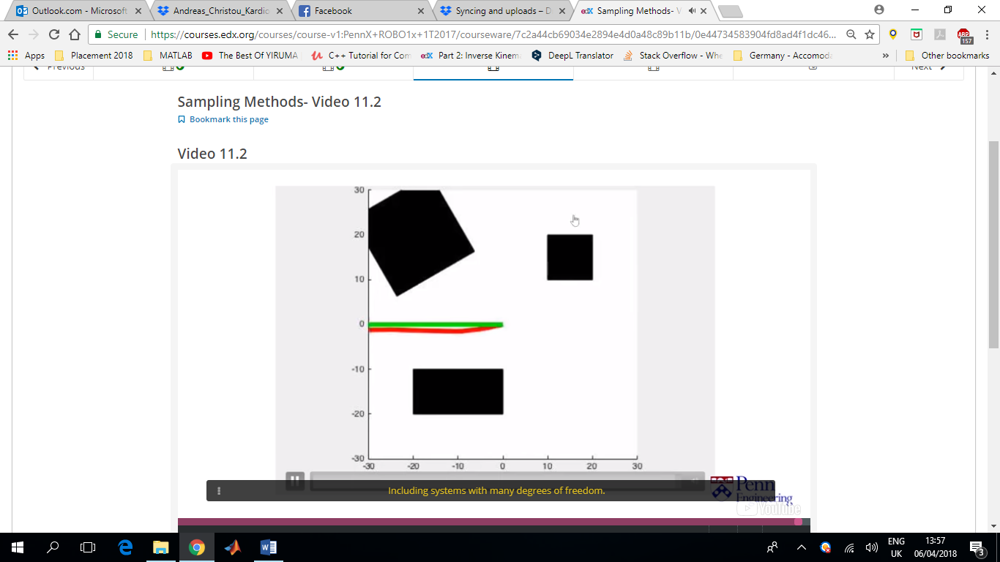 Outlook.com - Microsoft
Andreas_Christou_Kardio
Facebook
Syncing and uploads – D
Sampling Methods- V
Secure
https://courses.edx.org/courses/course-v1:PennX+ROBO1x+1T2017/courseware/7c2a44cb69034e2894e4d0a48c89b11b/0e44734583904fd8ad4f1dc46...
ABP
157
Apps
Placement 2018
MATLAB
The Best Of YIRUMA
C++ Tutorial for Com
edX
Part 2: Inverse Kinema
DeepL Translator
Stack Overflow - Whe
Germany - Accomoda
»
Other bookmarks
Previous
Next
Sampling Methods- Video 11.2
Bookmark this page
Video 11.2
30
20
10
0
-10
-20
-30
-30
-20
-10
0
10
20
30
Including systems with many degrees of freedom.
Penn
Engineering
YouTube
ENG
UK
13:57
06/04/2018
3